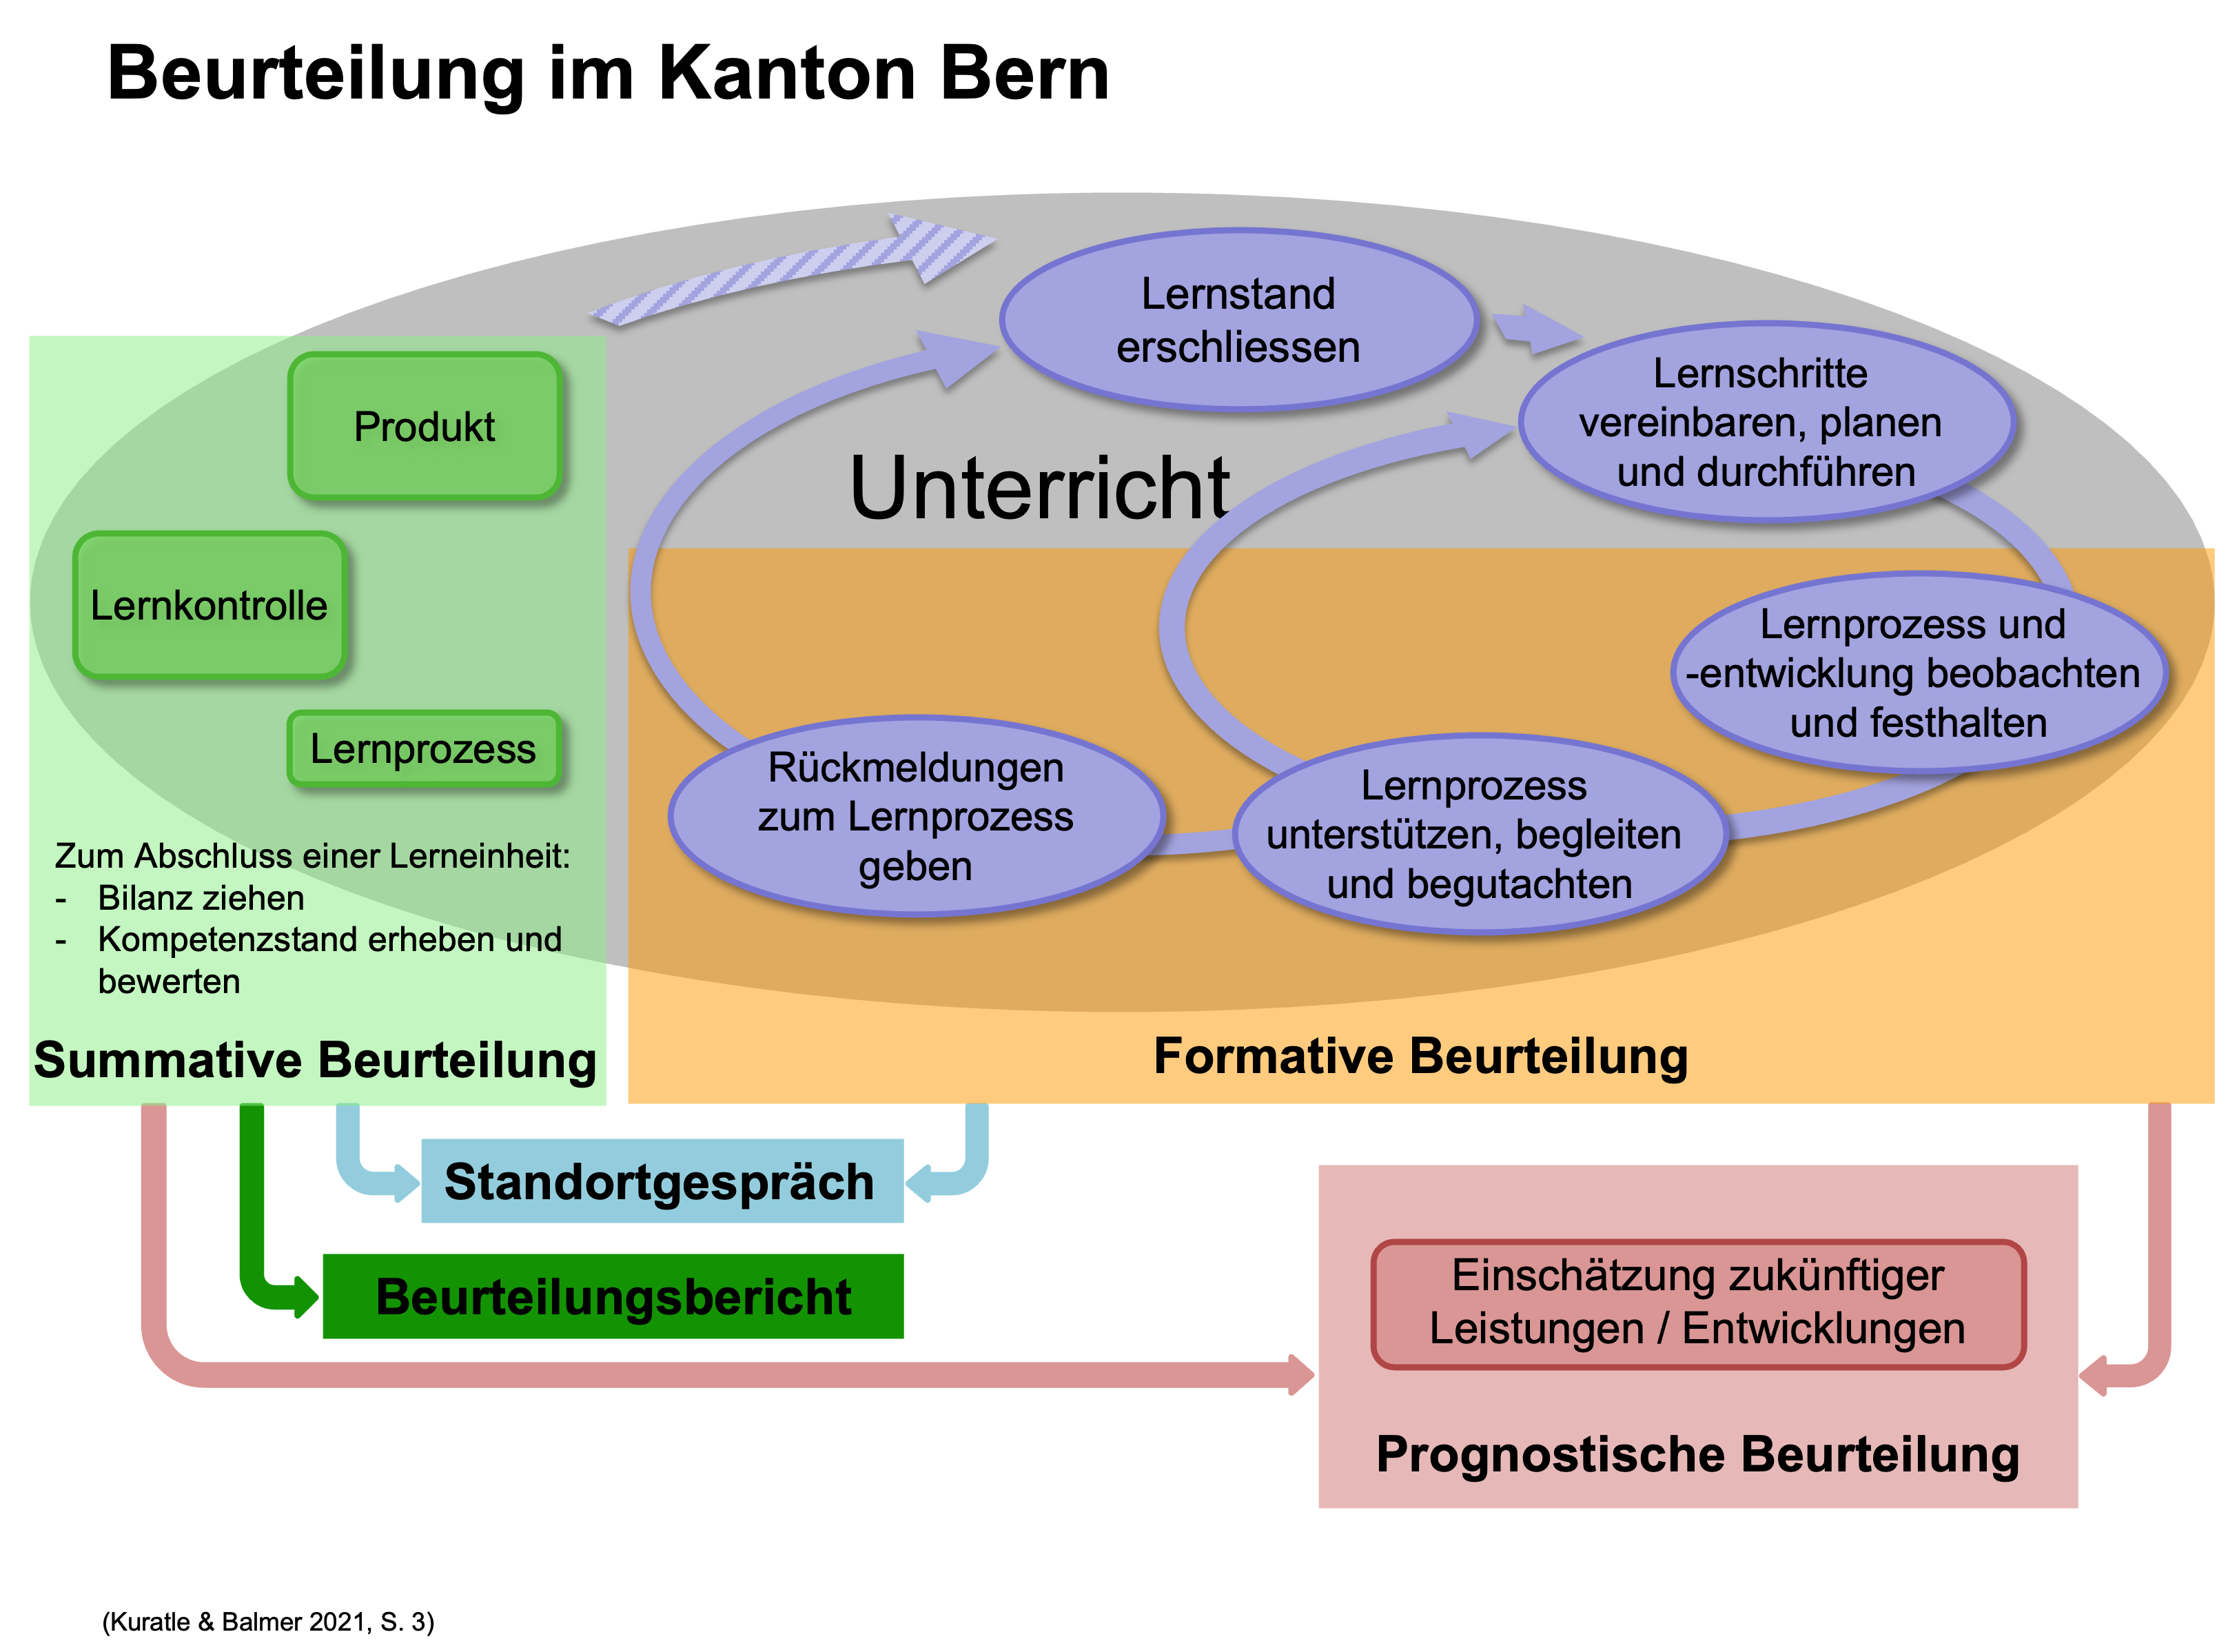 Beurteilung im Kanton Bern
Produkt
Lernkontrolle
Lernprozess
Zum Abschluss einer Lerneinheit:
- Bilanz ziehen
- Kompetenzstand erheben und
bewerten
Summative Beurteilung
Unterricht
Lernstand
erschliessen
Lernschritte
vereinbaren, planen
und durchführen
Lernprozess und
-entwicklung beobachten
und festhalten
Lernprozess
unterstützen, begleiten
und begutachten
Rückmeldungen
zum Lernprozess
geben
Formative Beurteilung
Standortgespräch
Beurteilungsbericht
Einschätzung zukünftiger
Leistungen / Entwicklungen
Prognostische Beurteilung
(Kuratle & Balmer 2021, S. 3)